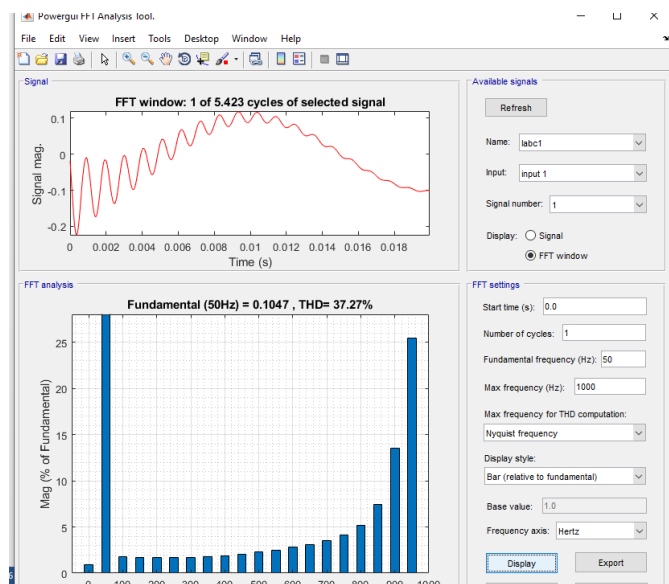 Powergui FFT Analysis Tool.
File Edit View Insert Tools Desktop Window Help
Signal
FFT window: 1 of 5.423 cycles of selected signal
0.1
0
-0.1
-0.2
Signal mag.
0 0.002 0.004 0.006 0.008 0.010 0.012 0.014 0.016 0.018
Time (s)
Available signals
Refresh
Name: Iabc1
Input: input 1
Signal number: 1
Display: Signal
FFT window
FFT analysis
Fundamental (50Hz) = 0.1047 , THD= 37.27%
25
20
15
10
5
0
Mag (% of Fundamental)
0 100 200 300 400 500 600 700 800 900 1000
FFT settings
Start time (s): 0.0
Number of cycles: 1
Fundamental frequency (Hz): 50
Max frequency (Hz): 1000
Max frequency for THD computation:
Nyquist frequency
Display style:
Bar (relative to fundamental)
Base value: 1.0
Frequency axis: Hertz
Display Export